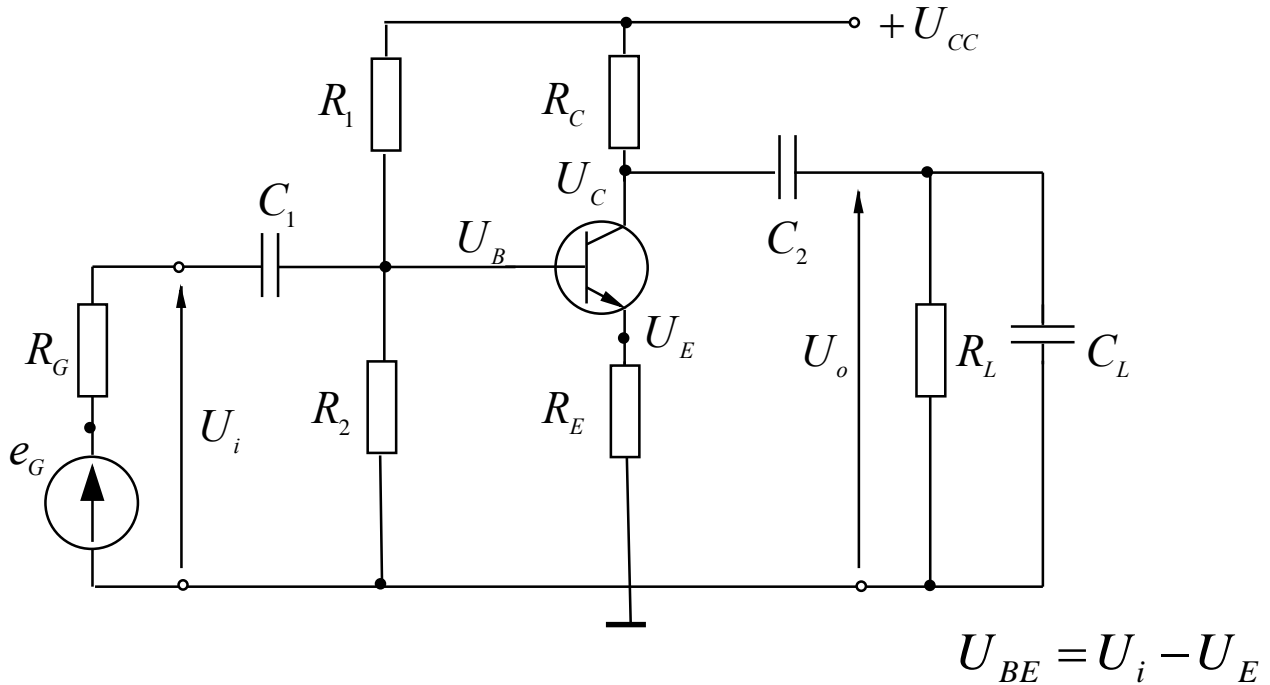 + U_CC
R_1
R_C
U_C
C_1
C_2
U_B
U_E
R_G
R_2
R_E
U_o
R_L
C_L
U_i
e_G
U_BE = U_i − U_E